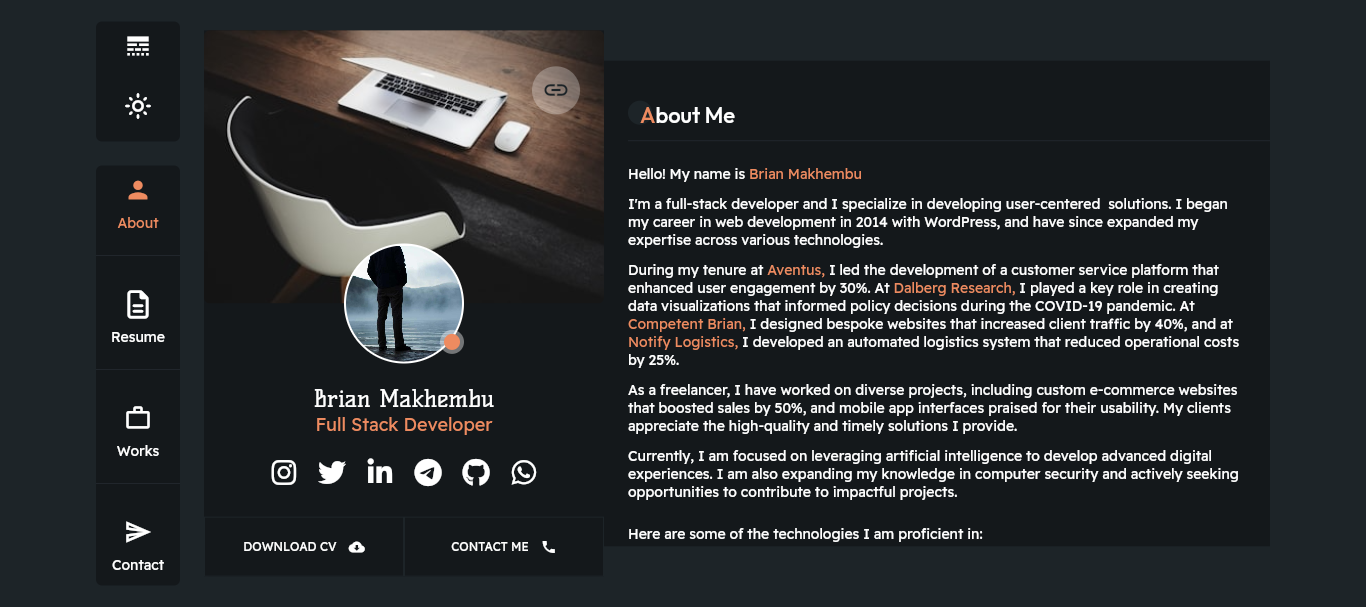 About
Resume
Works
Contact
Brian Makhembu
Full Stack Developer
DOWNLOAD CV
CONTACT ME
About Me
Hello! My name is Brian Makhembu
I'm a full-stack developer and I specialize in developing user-centered solutions. I began
my career in web development in 2014 with WordPress, and have since expanded my
expertise across various technologies.
During my tenure at Aventus, I led the development of a customer service platform that
enhanced user engagement by 30%. At Dalberg Research, I played a key role in creating
data visualizations that informed policy decisions during the COVID-19 pandemic. At
Competent Brian, I designed bespoke websites that increased client traffic by 40%, and at
Notify Logistics, I developed an automated logistics system that reduced operational costs
by 25%.
As a freelancer, I have worked on diverse projects, including custom e-commerce websites
that boosted sales by 50%, and mobile app interfaces praised for their usability. My clients
appreciate the high-quality and timely solutions I provide.
Currently, I am focused on leveraging artificial intelligence to develop advanced digital
experiences. I am also expanding my knowledge in computer security and actively seeking
opportunities to contribute to impactful projects.
Here are some of the technologies I am proficient in: